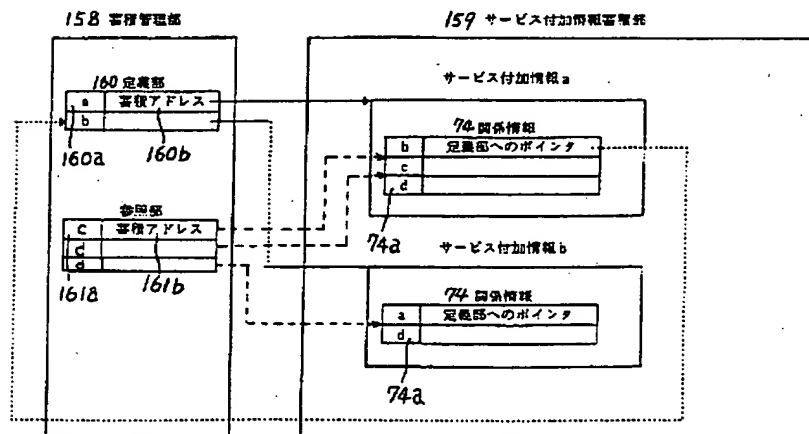 158 蓄積管理部
159 サービス付加情報蓄積部
160 定義部
a 蓄積アドレス
b
160a 160b
参照部
C 蓄積アドレス
d
d
161a 161b
サービス付加情報a
74 関係情報
b 定義部へのポインタ
c
d
74a
サービス付加情報b
74 関係情報
a 定義部へのポインタ
d
74a